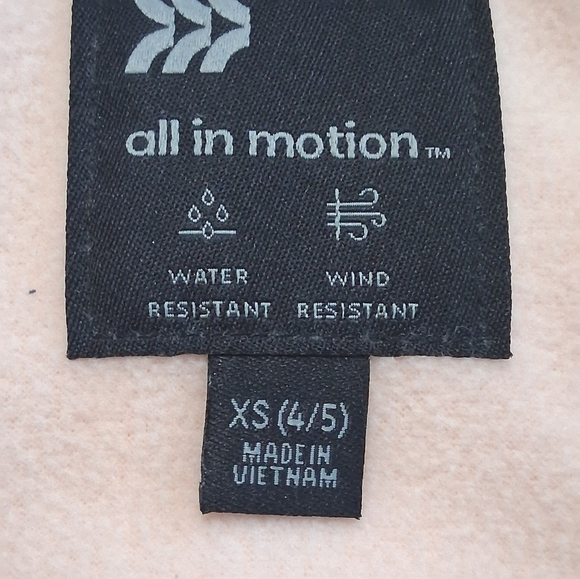 all in motion™
WATER RESISTANT
WIND RESISTANT
XS (4/5)
MADE IN
VIETNAM